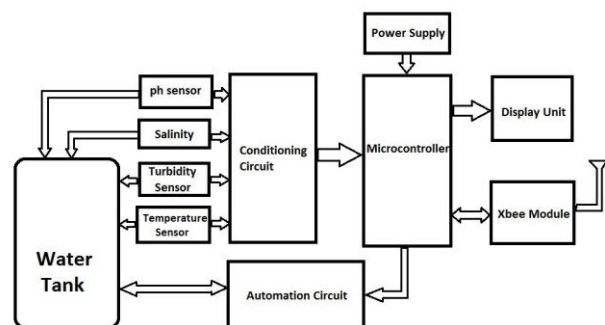 Power Supply
ph sensor
Salinity
Turbidity
Sensor
Temperature
Sensor
Conditioning
Circuit
Microcontroller
Display Unit
Xbee Module
Water
Tank
Automation Circuit